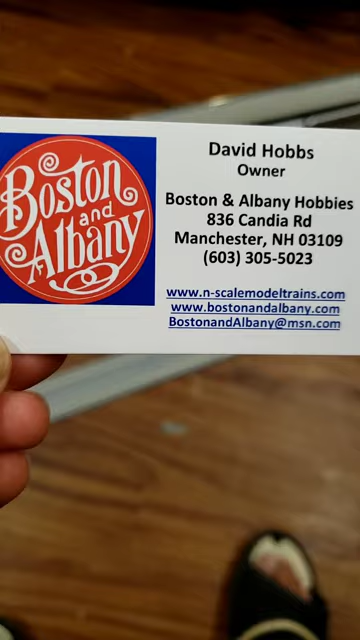 Boston
and
Albany
David Hobbs
Owner
Boston & Albany Hobbies
836 Candia Rd
Manchester, NH 03109
(603) 305-5023
www.n-scalemodeltrains.com
www.bostonandalbany.com
BostonandAlbany@msn.com